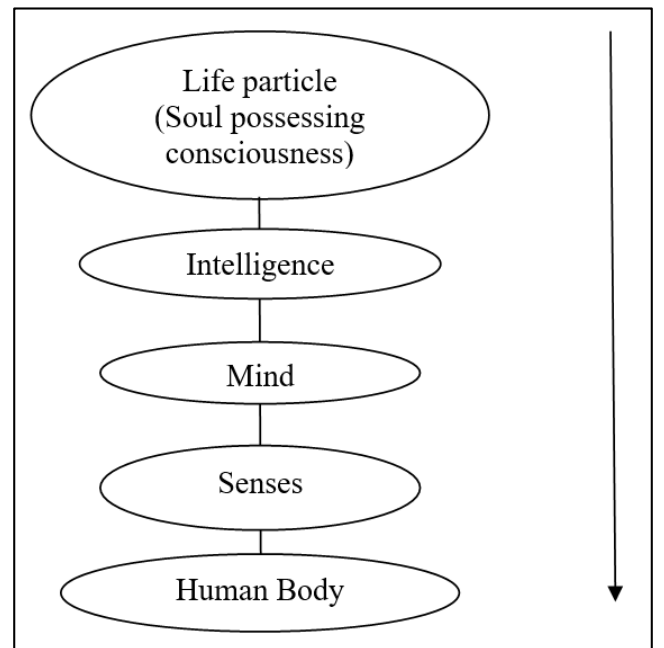 Life particle
(Soul possessing
consciousness)
Intelligence
Mind
Senses
Human Body